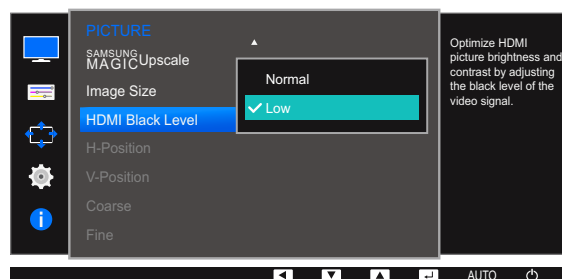 PICTURE
SAMSUNG
MAGIC Upscale
Image Size
HDMI Black Level
H-Position
V-Position
Coarse
Fine
Normal
Low
Optimize HDMI
picture brightness and
contrast by adjusting
the black level of the
video signal.
AUTO